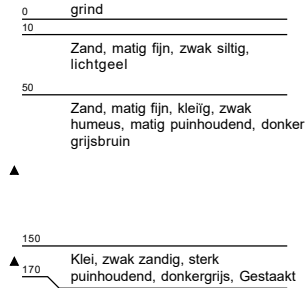 0 grind
10
Zand, matig fijn, zwak siltig,
lichtgeel
50
Zand, matig fijn, kleiïg, zwak
humeus, matig puinhoudend, donker
grijsbruin
150
Klei, zwak zandig, sterk
170 puinhoudend, donkergrijs, Gestaakt